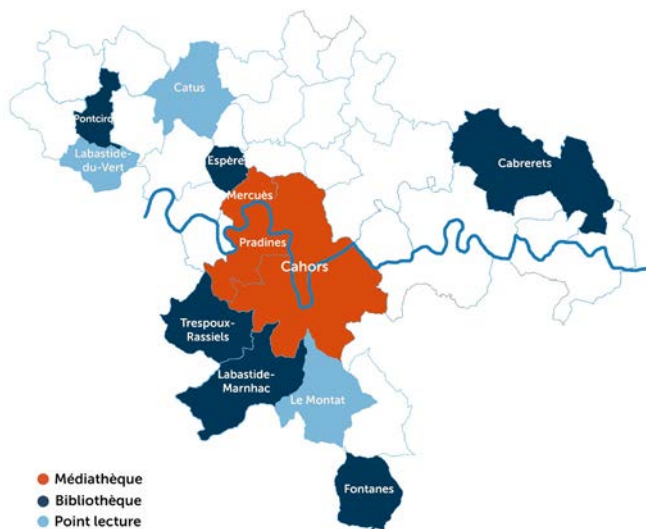 Catus
Pontcirq
Labastide-
du-Vert
Espère
Cabrerets
Mercuès
Pradines
Cahors
Trespoux-
Rassiels
Labastide-
Marnhac
Le Montat
Fontanes
Médiathèque
Bibliothèque
Point lecture